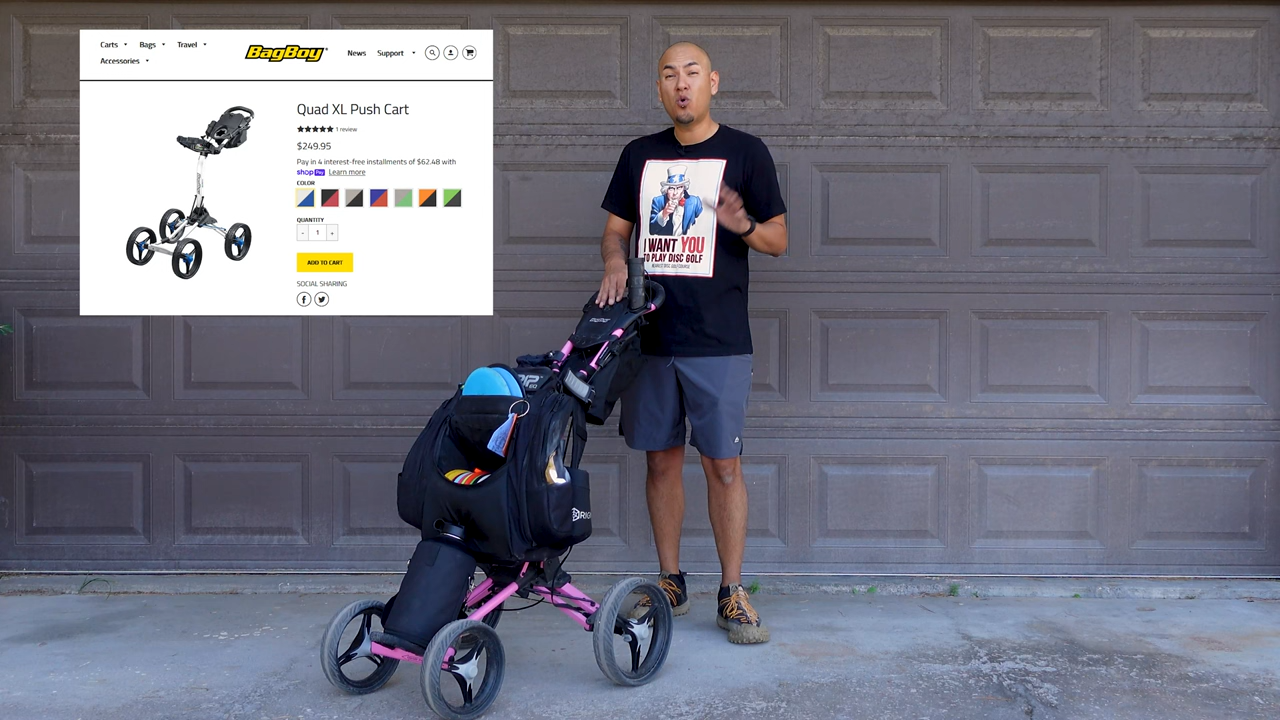 Carts
Bags
Travel
BagBoy
News
Support
Accessories
Quad XL Push Cart
1 review
$249.95
Pay in 4 interest-free installments of $62.48 with
shop Pay Learn more
COLOR
QUANTITY
- 1 +
ADD TO CART
SOCIAL SHARING
I WANT YOU
TO PLAY DISC GOLF
BagBoy